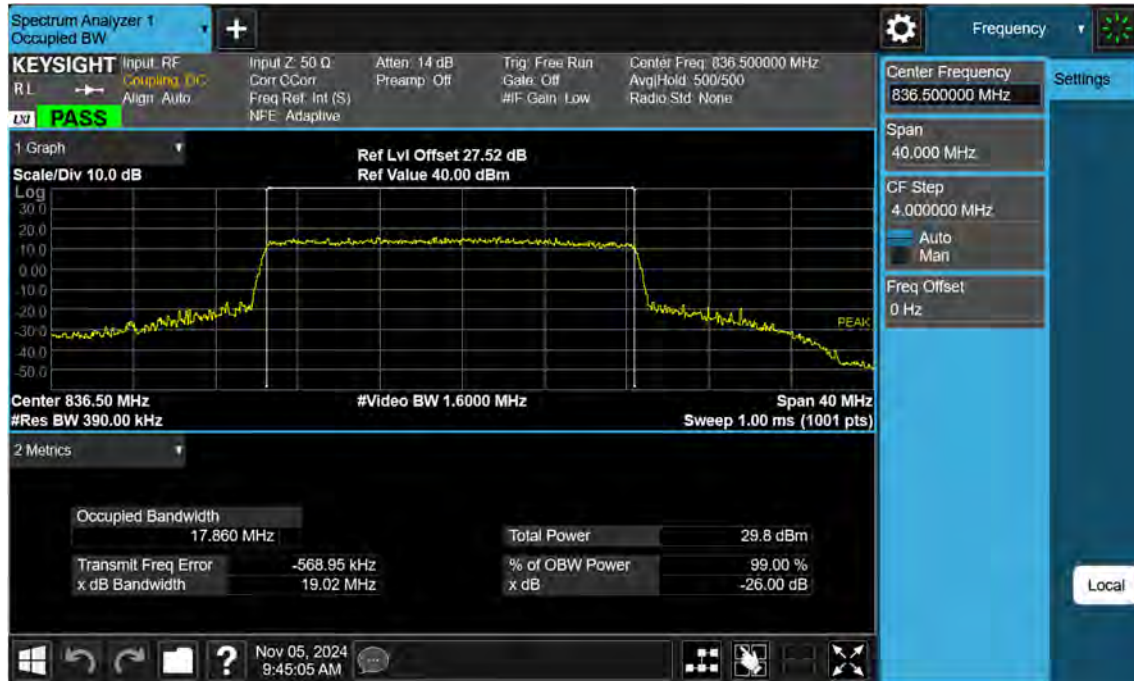 Spectrum Analyzer 1
Occupied BW
+
Frequency
KEYSIGHT
Input: RF
Input Z: 50 Ω
Atten: 14 dB
Trig: Free Run
Center Freq: 836.500000 MHz
RL
Coupling: DC
Corr CCorr
Preamp: Off
Gate: Off
Avg|Hold: 500/500
Align: Auto
Freq Ref: Int (S)
#IF Gain: Low
Radio Std: None
LXI
PASS
NFE: Adaptive
Center Frequency
836.500000 MHz
Settings
Span
40.000 MHz
CF Step
4.000000 MHz
Auto
Man
Freq Offset
0 Hz
1 Graph
Ref Lvl Offset 27.52 dB
Scale/Div 10.0 dB
Ref Value 40.00 dBm
Log
30.0
20.0
10.0
0.00
-10.0
-20.0
-30.0
-40.0
-50.0
PEAK
Center 836.50 MHz
#Video BW 1.6000 MHz
Span 40 MHz
#Res BW 390.00 kHz
Sweep 1.00 ms (1001 pts)
2 Metrics
Occupied Bandwidth
17.860 MHz
Total Power
29.8 dBm
Transmit Freq Error
-568.95 kHz
% of OBW Power
99.00 %
x dB Bandwidth
19.02 MHz
x dB
-26.00 dB
Local
?
Nov 05, 2024
9:45:05 AM